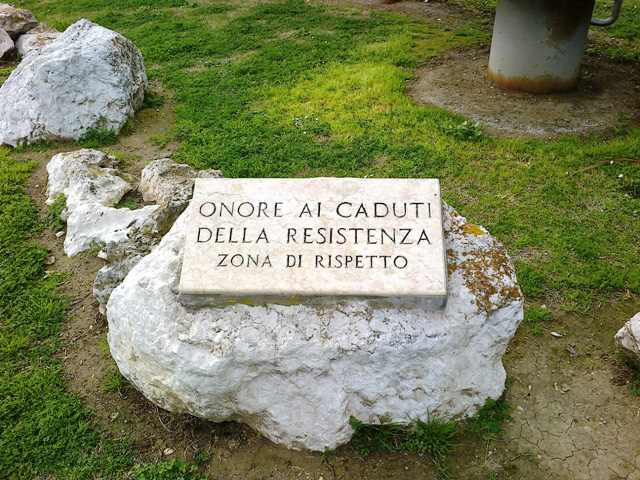 ONORE AI CADUTI
DELLA RESISTENZA
ZONA DI RISPETTO